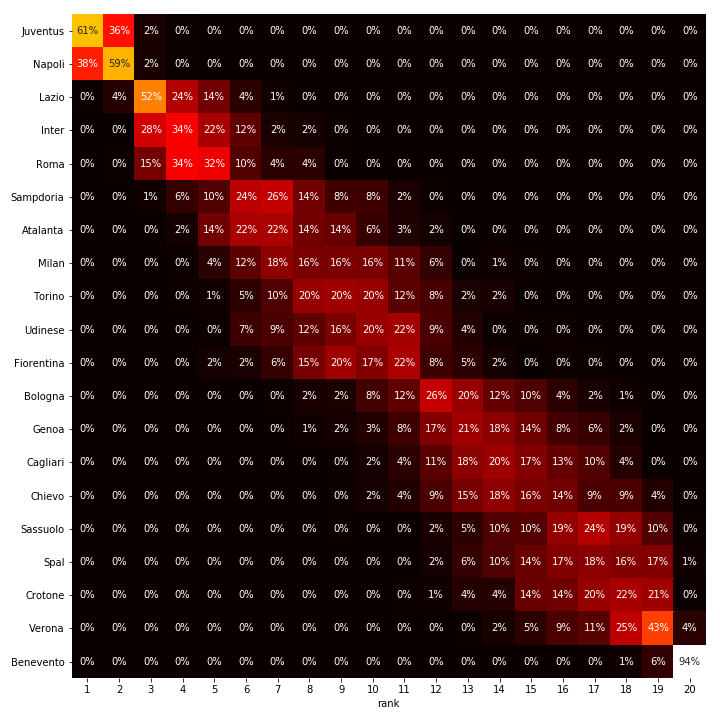 Juventus 61% 36% 2% 0% 0% 0% 0% 0% 0% 0% 0% 0% 0% 0% 0% 0% 0% 0% 0% 0%
Napoli 38% 59% 2% 0% 0% 0% 0% 0% 0% 0% 0% 0% 0% 0% 0% 0% 0% 0% 0% 0%
Lazio 0% 4% 52% 24% 14% 4% 1% 0% 0% 0% 0% 0% 0% 0% 0% 0% 0% 0% 0% 0%
Inter 0% 0% 28% 34% 22% 12% 2% 2% 0% 0% 0% 0% 0% 0% 0% 0% 0% 0% 0% 0%
Roma 0% 0% 15% 34% 32% 10% 4% 4% 0% 0% 0% 0% 0% 0% 0% 0% 0% 0% 0% 0%
Sampdoria 0% 0% 1% 6% 10% 24% 26% 14% 8% 8% 2% 0% 0% 0% 0% 0% 0% 0% 0% 0%
Atalanta 0% 0% 0% 2% 14% 22% 22% 14% 14% 6% 3% 2% 0% 0% 0% 0% 0% 0% 0% 0%
Milan 0% 0% 0% 0% 4% 12% 18% 16% 16% 16% 11% 6% 0% 1% 0% 0% 0% 0% 0% 0%
Torino 0% 0% 0% 0% 1% 5% 10% 20% 20% 20% 12% 8% 2% 2% 0% 0% 0% 0% 0% 0%
Udinese 0% 0% 0% 0% 0% 7% 9% 12% 16% 20% 22% 9% 4% 0% 0% 0% 0% 0% 0% 0%
Fiorentina 0% 0% 0% 0% 2% 2% 6% 15% 20% 17% 22% 8% 5% 2% 0% 0% 0% 0% 0% 0%
Bologna 0% 0% 0% 0% 0% 0% 0% 2% 2% 8% 12% 26% 20% 12% 10% 4% 2% 1% 0% 0%
Genoa 0% 0% 0% 0% 0% 0% 0% 1% 2% 3% 8% 17% 21% 18% 14% 8% 6% 2% 0% 0%
Cagliari 0% 0% 0% 0% 0% 0% 0% 0% 0% 2% 4% 11% 18% 20% 17% 13% 10% 4% 0% 0%
Chievo 0% 0% 0% 0% 0% 0% 0% 0% 0% 2% 4% 9% 15% 18% 16% 14% 9% 9% 4% 0%
Sassuolo 0% 0% 0% 0% 0% 0% 0% 0% 0% 0% 0% 2% 5% 10% 10% 19% 24% 19% 10% 0%
Spal 0% 0% 0% 0% 0% 0% 0% 0% 0% 0% 0% 2% 6% 10% 14% 17% 18% 16% 17% 1%
Crotone 0% 0% 0% 0% 0% 0% 0% 0% 0% 0% 0% 1% 4% 4% 14% 14% 20% 22% 21% 0%
Verona 0% 0% 0% 0% 0% 0% 0% 0% 0% 0% 0% 0% 0% 2% 5% 9% 11% 25% 43% 4%
Benevento 0% 0% 0% 0% 0% 0% 0% 0% 0% 0% 0% 0% 0% 0% 0% 0% 0% 1% 6% 94%
1 2 3 4 5 6 7 8 9 10 11 12 13 14 15 16 17 18 19 20
rank